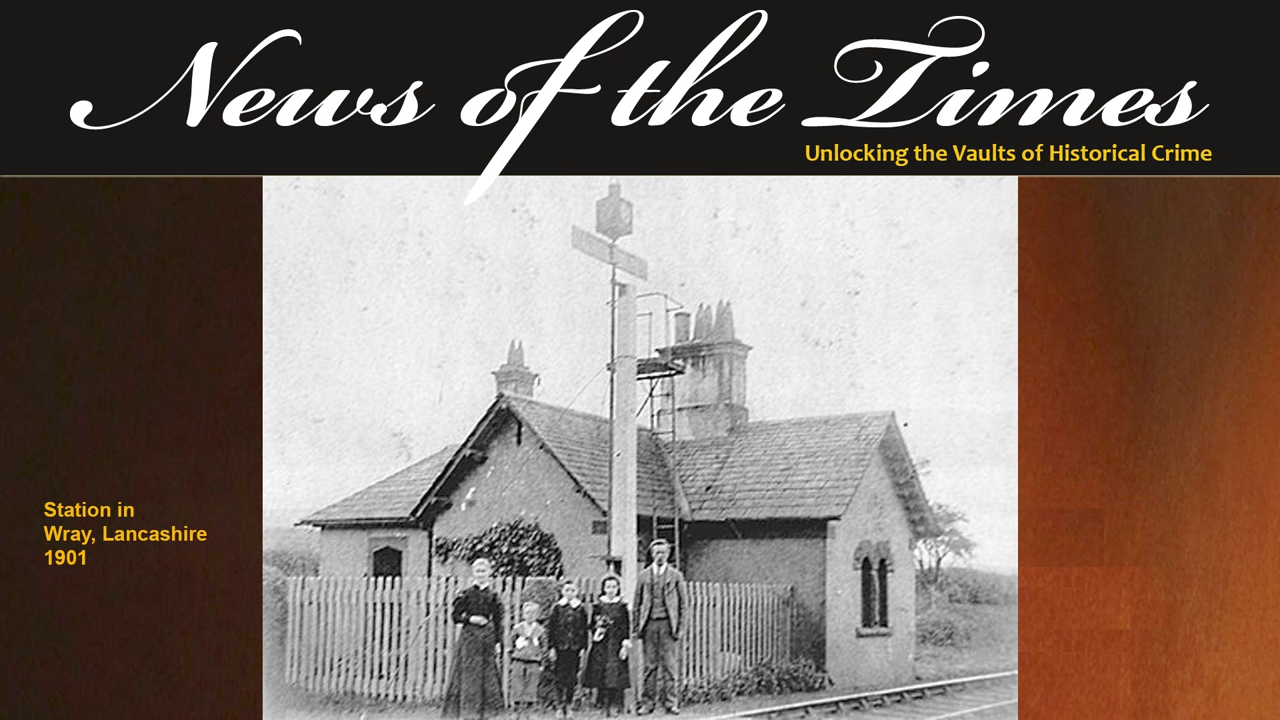 News of the Times
Unlocking the Vaults of Historical Crime
Station in
Wray, Lancashire
1901